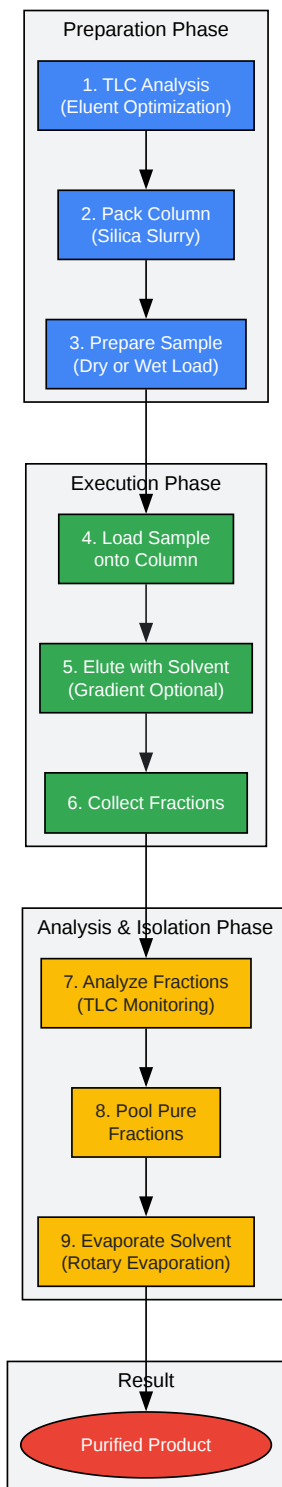 Preparation Phase
1. TLC Analysis
(Eluent Optimization)
2. Pack Column
(Silica Slurry)
3. Prepare Sample
(Dry or Wet Load)
Execution Phase
4. Load Sample
onto Column
5. Elute with Solvent
(Gradient Optional)
6. Collect Fractions
Analysis & Isolation Phase
7. Analyze Fractions
(TLC Monitoring)
8. Pool Pure
Fractions
9. Evaporate Solvent
(Rotary Evaporation)
Result
Purified Product